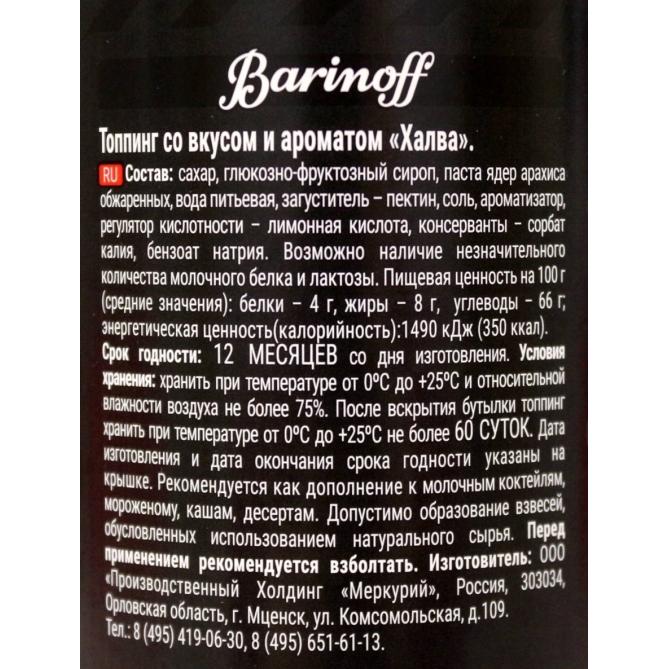 Barinoff
Топпинг со вкусом и ароматом «Халва».
RU Состав: сахар, глюкозно-фруктозный сироп, паста ядер арахиса
обжаренных, вода питьевая, загуститель – пектин, соль, ароматизатор,
регулятор кислотности – лимонная кислота, консерванты – сорбат
калия, бензоат натрия. Возможно наличие незначительного
количества молочного белка и лактозы. Пищевая ценность на 100 г
(средние значения): белки – 4 г, жиры – 8 г, углеводы – 66 г;
энергетическая ценность(калорийность):1490 кДж (350 ккал).
Срок годности: 12 МЕСЯЦЕВ со дня изготовления. Условия
хранения: хранить при температуре от 0ºС до +25ºС и относительной
влажности воздуха не более 75%. После вскрытия бутылки топпинг
хранить при температуре от 0ºС до +25ºС не более 60 СУТОК. Дата
изготовления и дата окончания срока годности указаны на
крышке. Рекомендуется как дополнение к молочным коктейлям,
мороженому, кашам, десертам. Допустимо образование взвесей,
обусловленных использованием натурального сырья. Перед
применением рекомендуется взболтать. Изготовитель: ООО
«Производственный Холдинг «Меркурий», Россия, 303034,
Орловская область, г. Мценск, ул. Комсомольская, д.109.
Тел.: 8 (495) 419-06-30, 8 (495) 651-61-13.